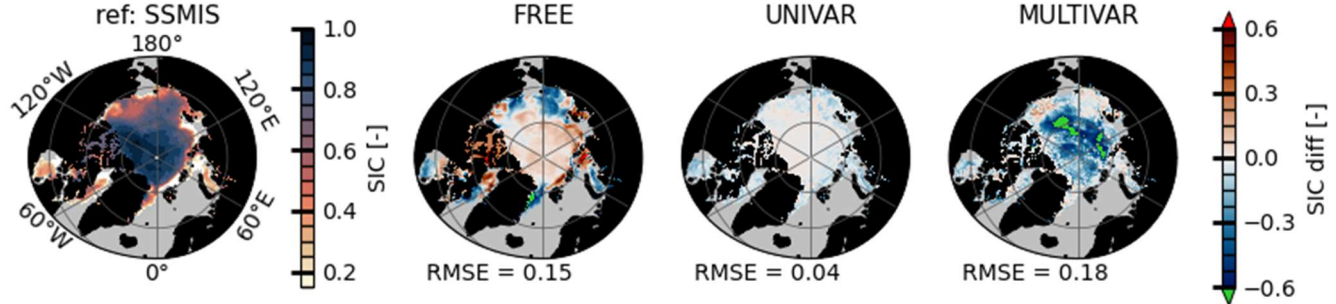 ref: SSMIS
FREE
UNIVAR
MULTIVAR
180°
120°W
120°E
60°W
60°E
0°
1.0
0.8
0.6
0.4
0.2
SIC [-]
RMSE = 0.15
RMSE = 0.04
RMSE = 0.18
0.6
0.3
0.0
−0.3
−0.6
SIC diff [-]